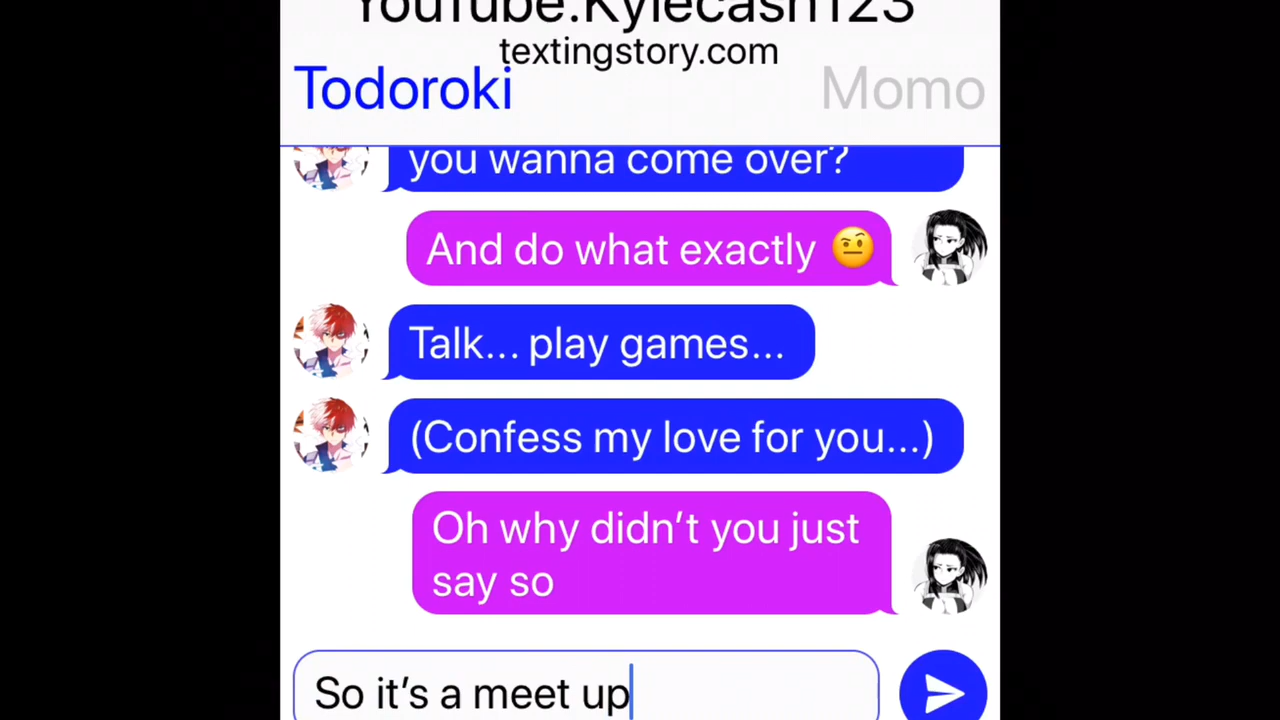 YouTube:Kylecash123
textingstory.com
Todoroki
Momo
you wanna come over?
And do what exactly 🤨
Talk... play games...
(Confess my love for you...)
Oh why didn’t you just
say so
So it’s a meet up